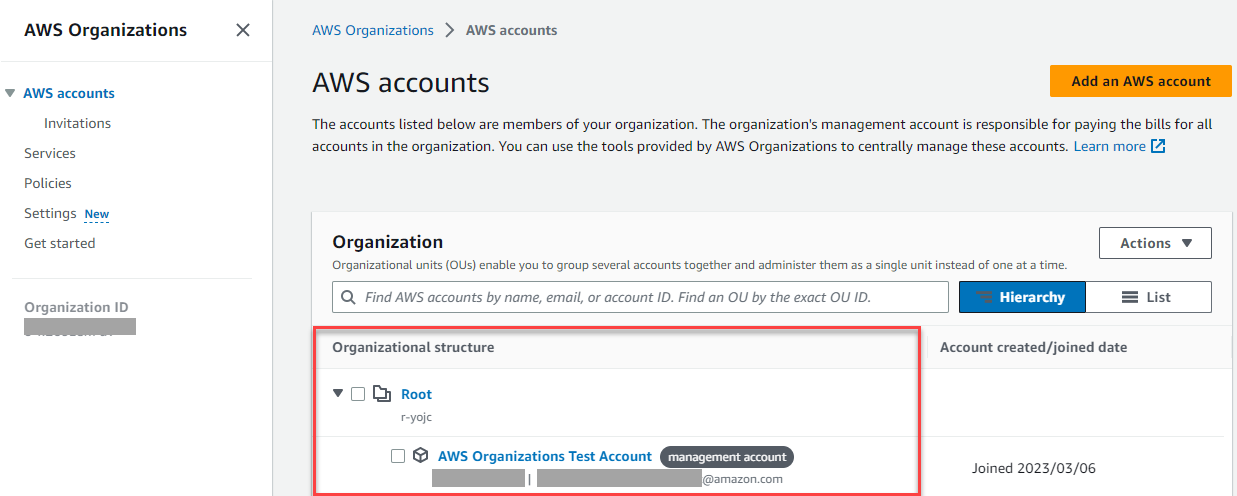 AWS Organizations
AWS accounts
Invitations
Services
Policies
Settings New
Get started
Organization ID
AWS Organizations > AWS accounts
AWS accounts
Add an AWS account
The accounts listed below are members of your organization. The organization's management account is responsible for paying the bills for all
accounts in the organization. You can use the tools provided by AWS Organizations to centrally manage these accounts. Learn more
Organization
Actions
Organizational units (OUs) enable you to group several accounts together and administer them as a single unit instead of one at a time.
Find AWS accounts by name, email, or account ID. Find an OU by the exact OU ID.
Hierarchy
List
Organizational structure
Account created/joined date
Root
r-yojc
AWS Organizations Test Account management account
| @amazon.com
Joined 2023/03/06